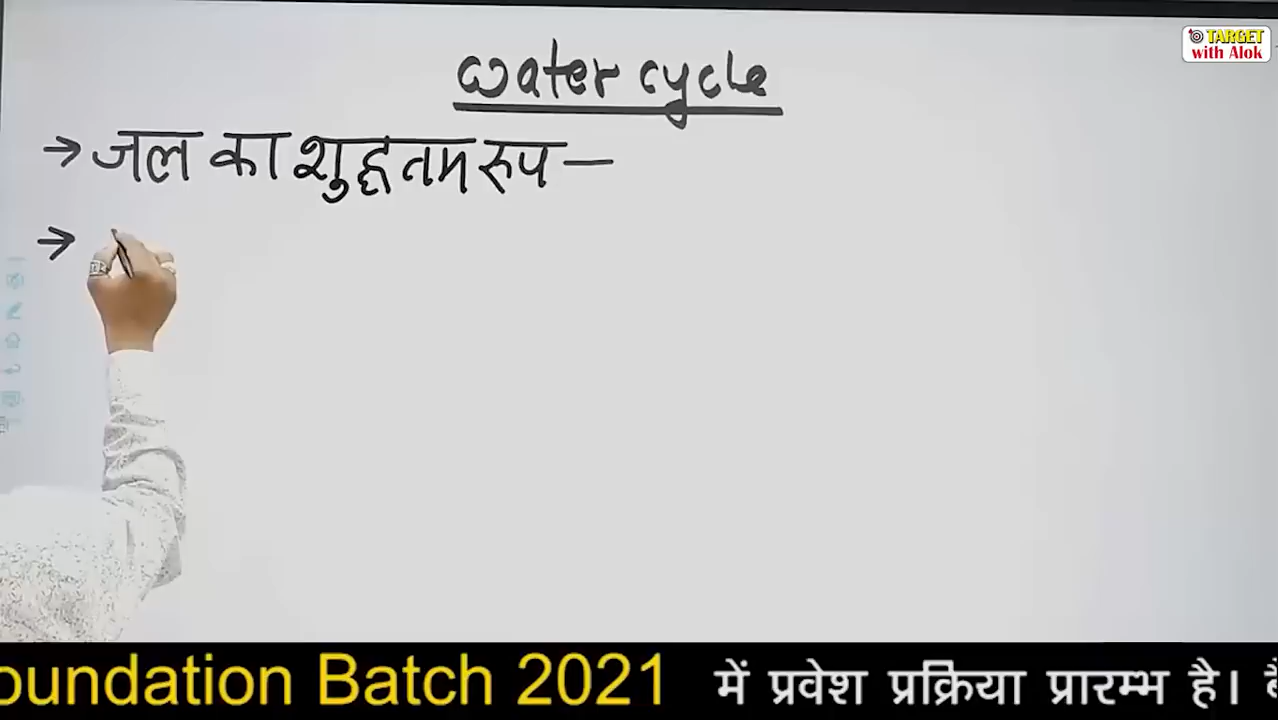 TARGET
with Alok
water cycle
→ जल का शुद्धतम रुप –
→
oundation Batch 2021 में प्रवेश प्रक्रिया प्रारम्भ है।